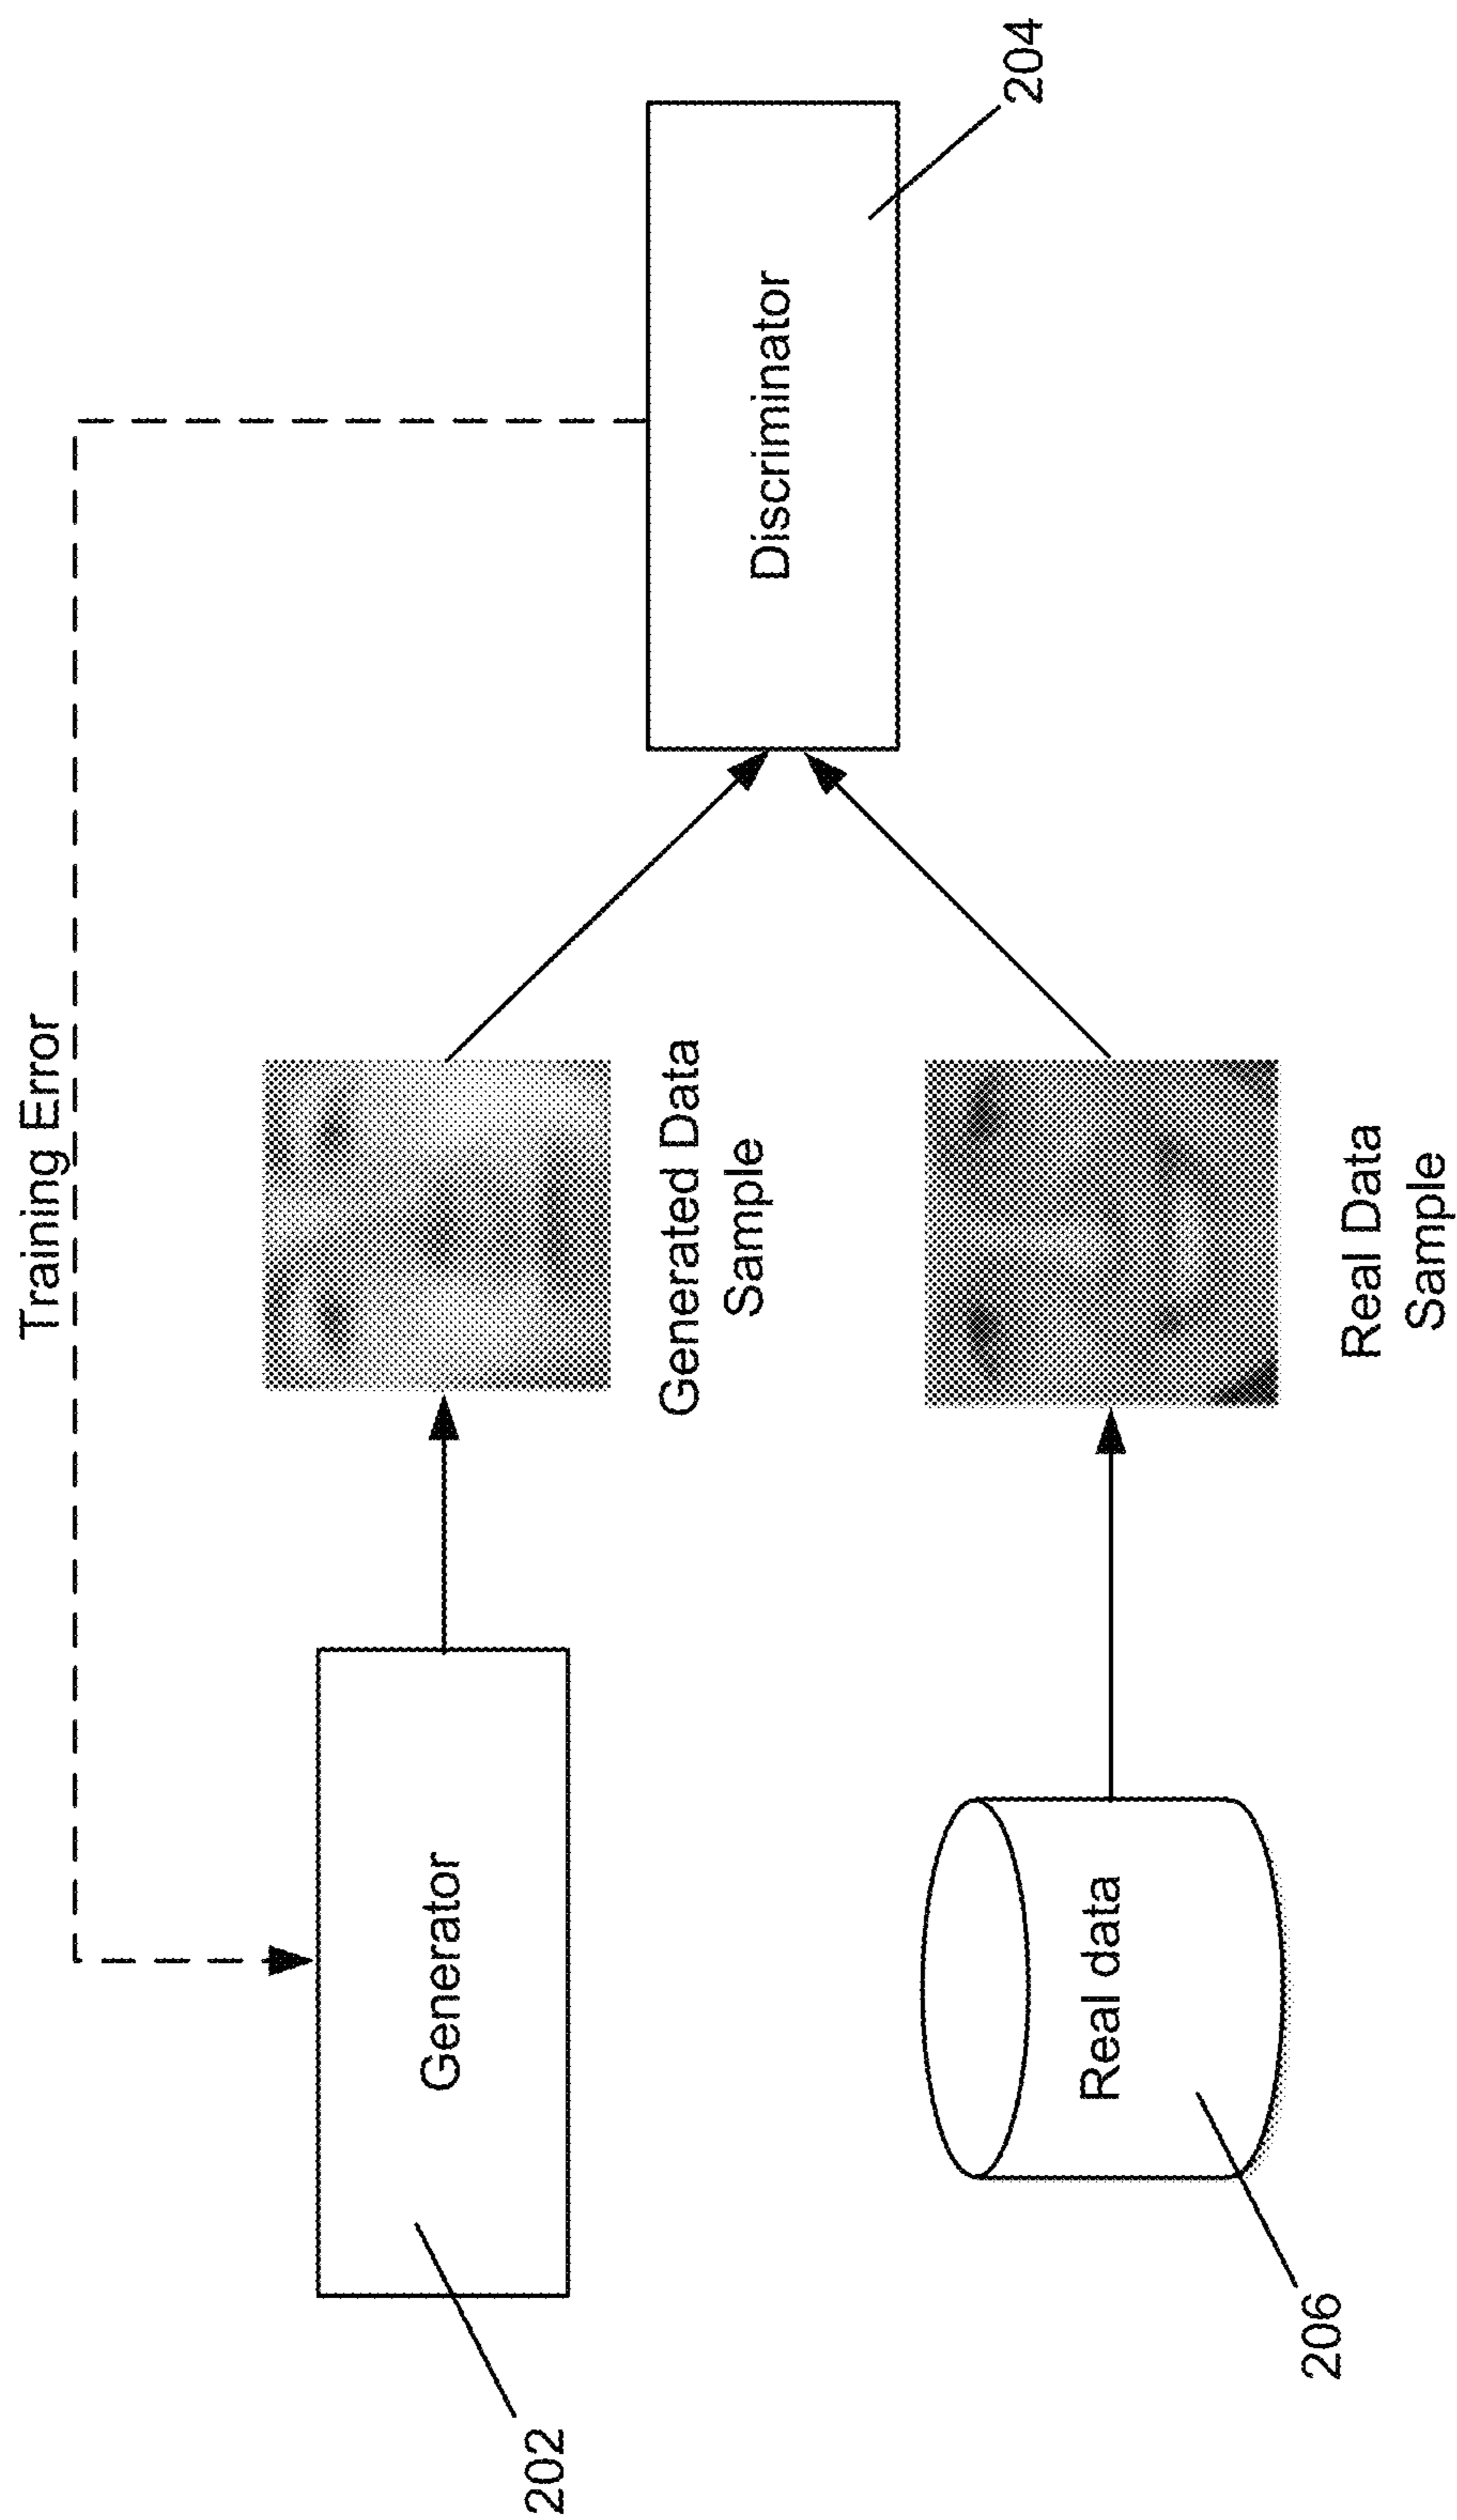 Training Error
Generator
202
Generated Data
Sample
Discriminator
204
Real data
206
Real Data
Sample